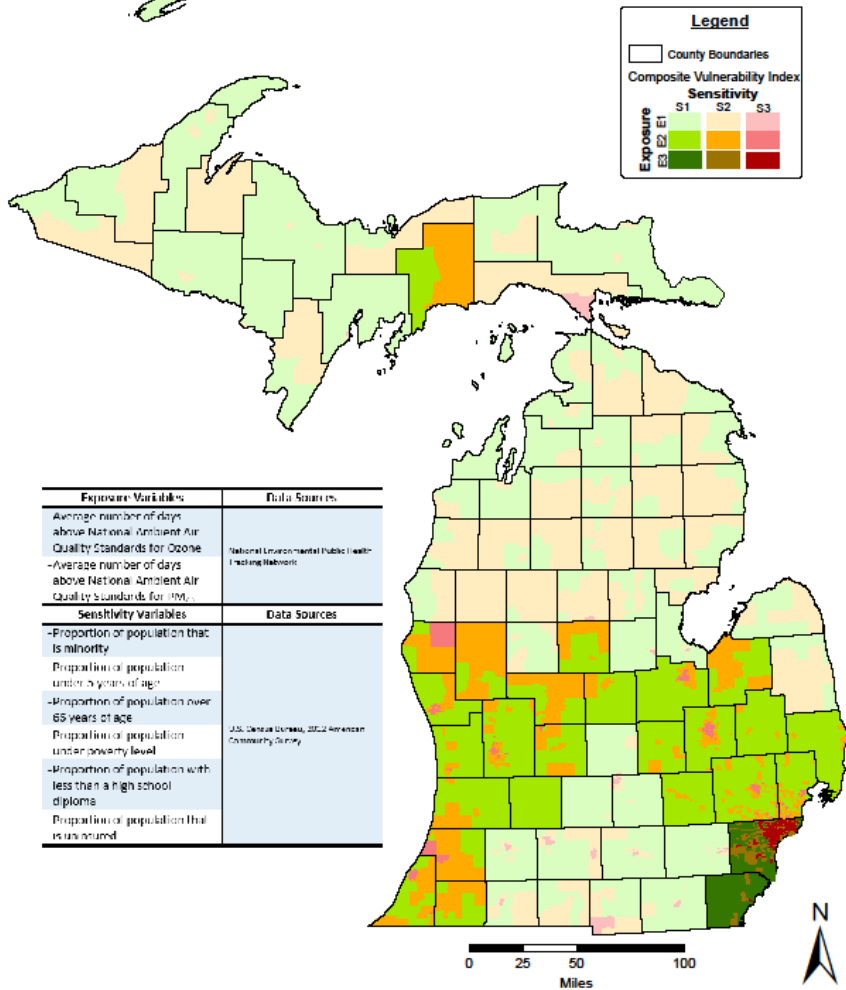 Legend
County Boundaries
Composite Vulnerability Index
Sensitivity
S1 S2 S3
Exposure
E1
E2
E3
Exposure Variables Data Sources
Average number of days
above National Ambient Air
Quality Standards for Ozone
National Environmental Public Health
Tracking Network
-Average number of days
above National Ambient Air
Quality Standards for PM₂.₅
Sensitivity Variables Data Sources
-Proportion of population that
is minority
Proportion of population
under 5 years of age
-Proportion of population over
65 years of age
Proportion of population
under poverty level
-Proportion of population with
less than a high school
diploma
Proportion of population that
is uninsured
U.S. Census Bureau, 2012 American
Community Survey
N
0 25 50 100
Miles